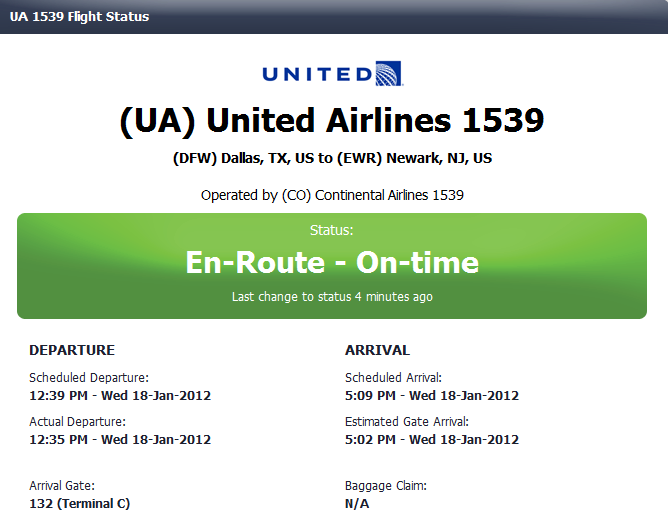 UA 1539 Flight Status
UNITED
(UA) United Airlines 1539
(DFW) Dallas, TX, US to (EWR) Newark, NJ, US
Operated by (CO) Continental Airlines 1539
Status:
En-Route - On-time
Last change to status 4 minutes ago
DEPARTURE
Scheduled Departure:
12:39 PM - Wed 18-Jan-2012
Actual Departure:
12:35 PM - Wed 18-Jan-2012
Arrival Gate:
132 (Terminal C)
ARRIVAL
Scheduled Arrival:
5:09 PM - Wed 18-Jan-2012
Estimated Gate Arrival:
5:02 PM - Wed 18-Jan-2012
Baggage Claim:
N/A